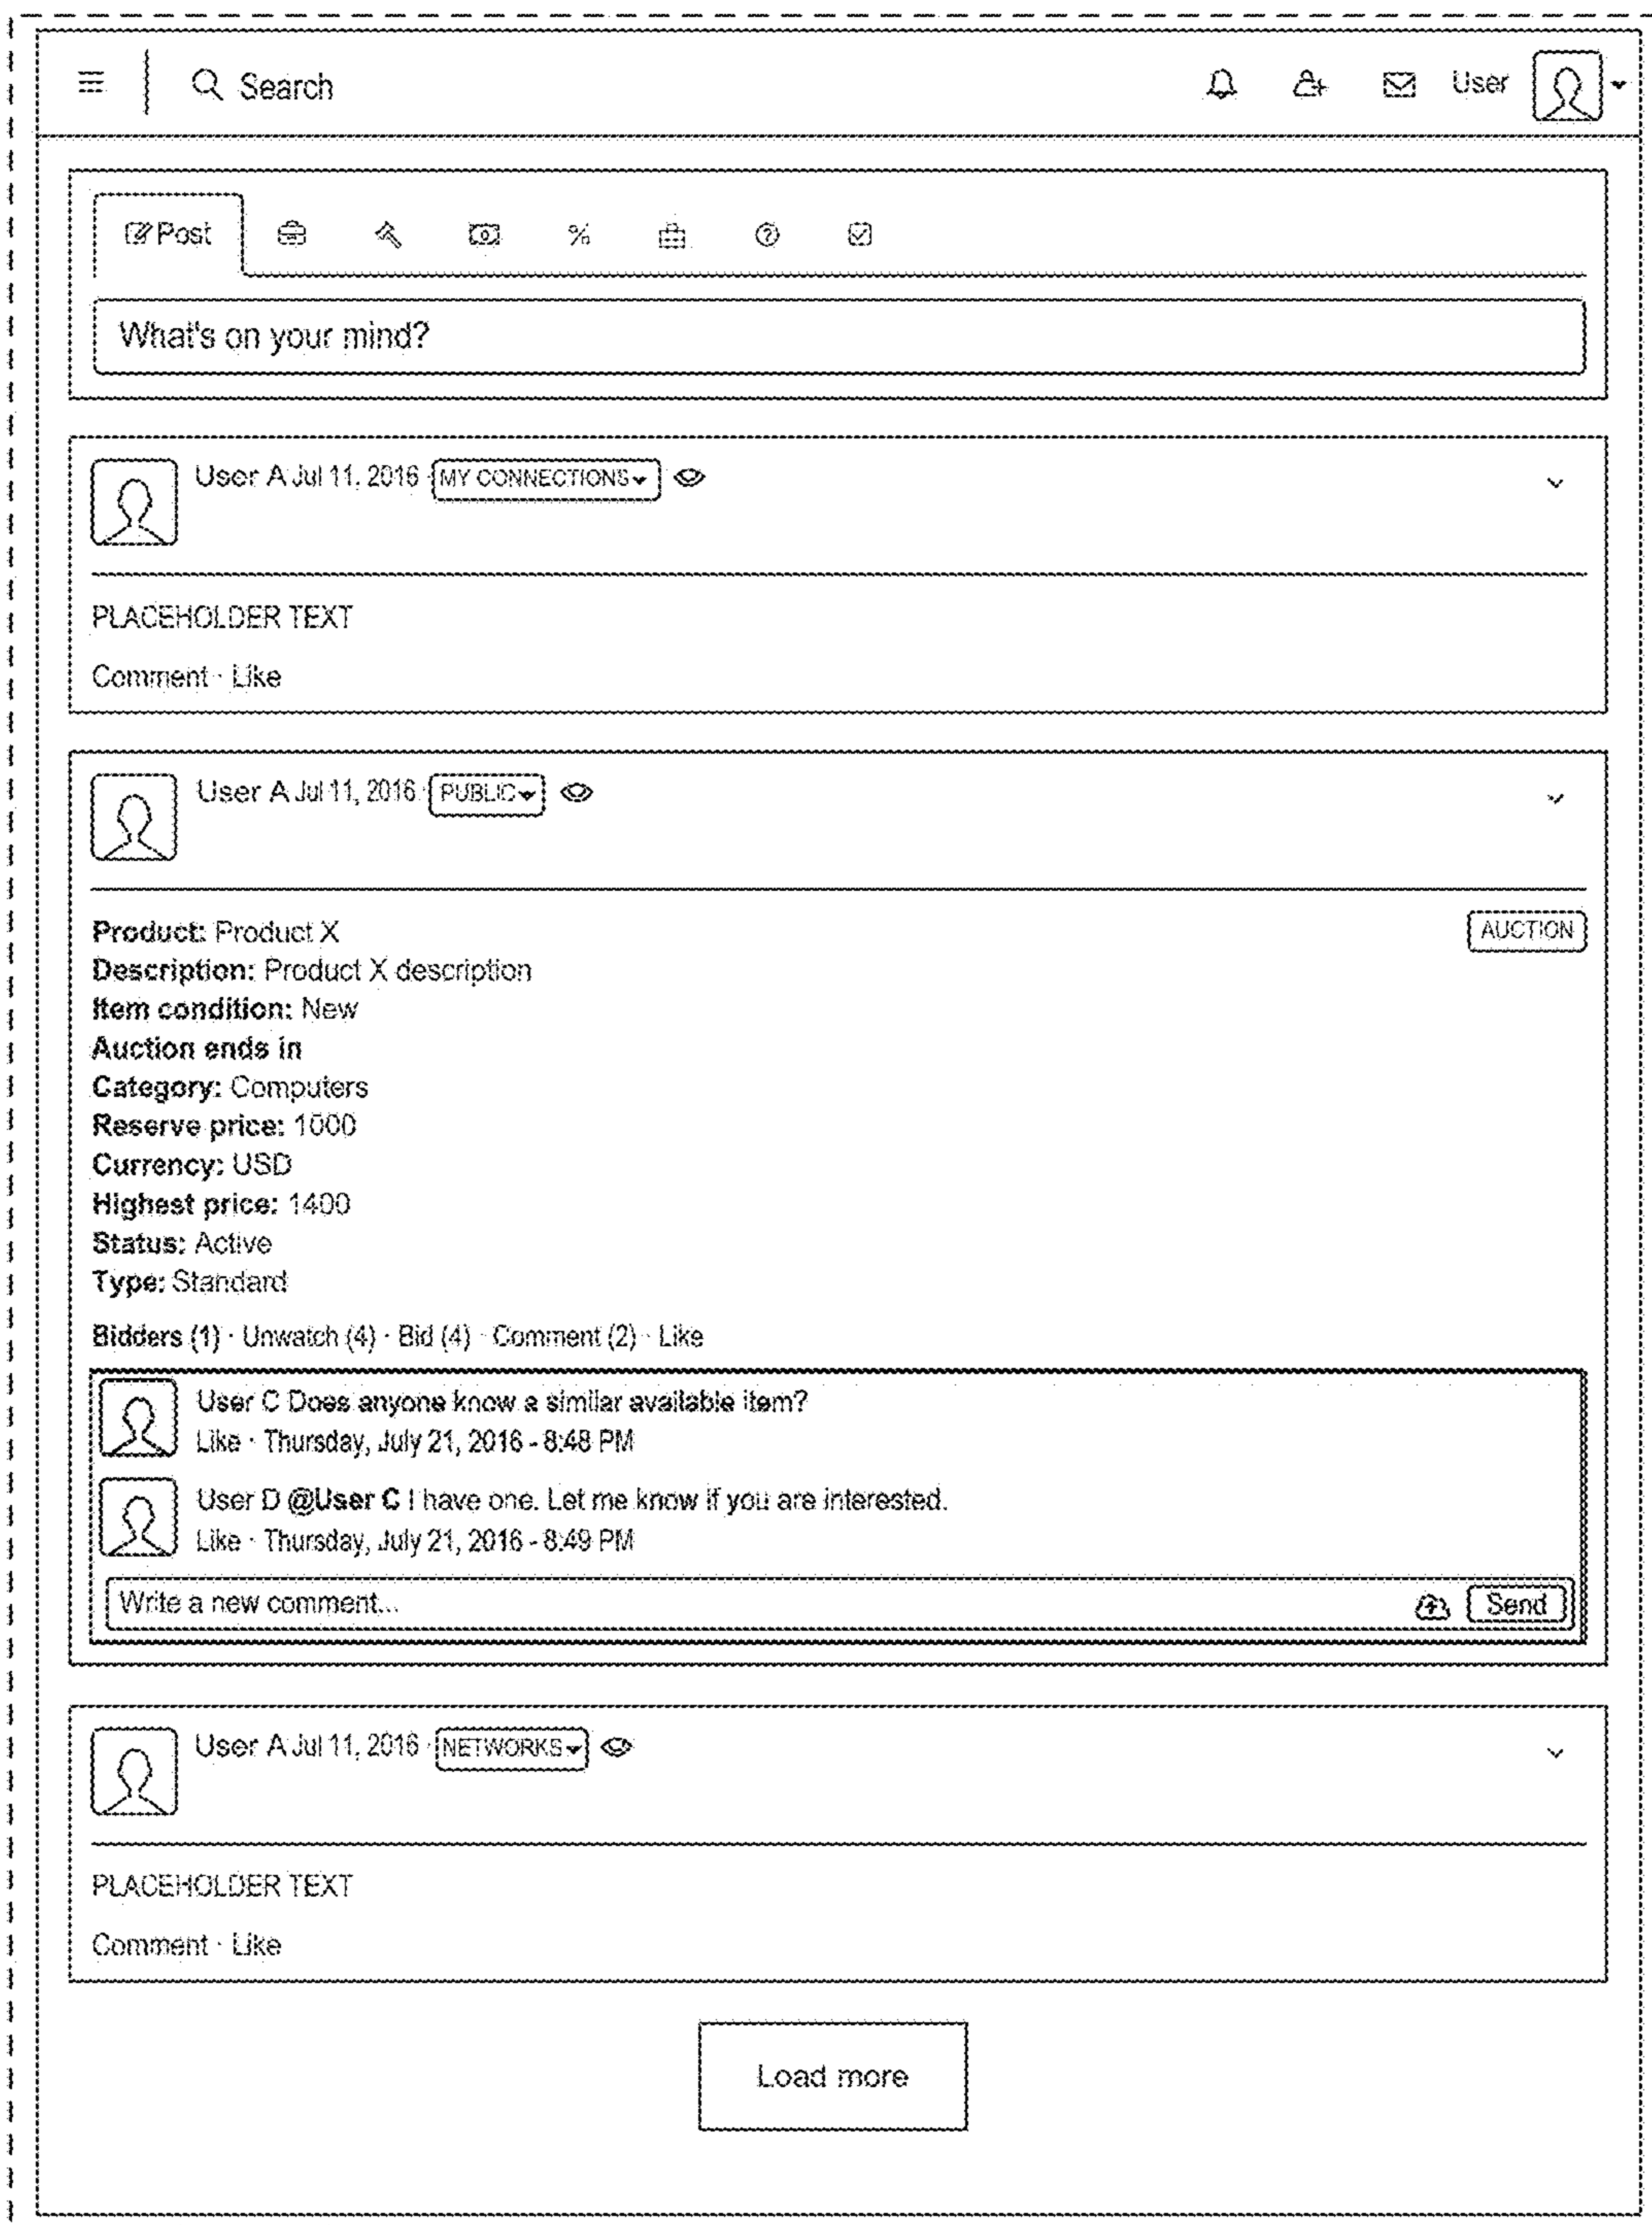 Search User
Post
What's on your mind?
User A Jul 11, 2016 · MY CONNECTIONS
PLACEHOLDER TEXT
Comment · Like
User A Jul 11, 2016 · PUBLIC
Product: Product X AUCTION
Description: Product X description
Item condition: New
Auction ends in
Category: Computers
Reserve price: 1000
Currency: USD
Highest price: 1400
Status: Active
Type: Standard
Bidders (1) · Unwatch (4) · Bid (4) · Comment (2) · Like
User C Does anyone know a similar available item?
Like · Thursday, July 21, 2016 - 8:48 PM
User D @User C I have one. Let me know if you are interested.
Like · Thursday, July 21, 2016 - 8:49 PM
Write a new comment... Send
User A Jul 11, 2016 · NETWORKS
PLACEHOLDER TEXT
Comment · Like
Load more